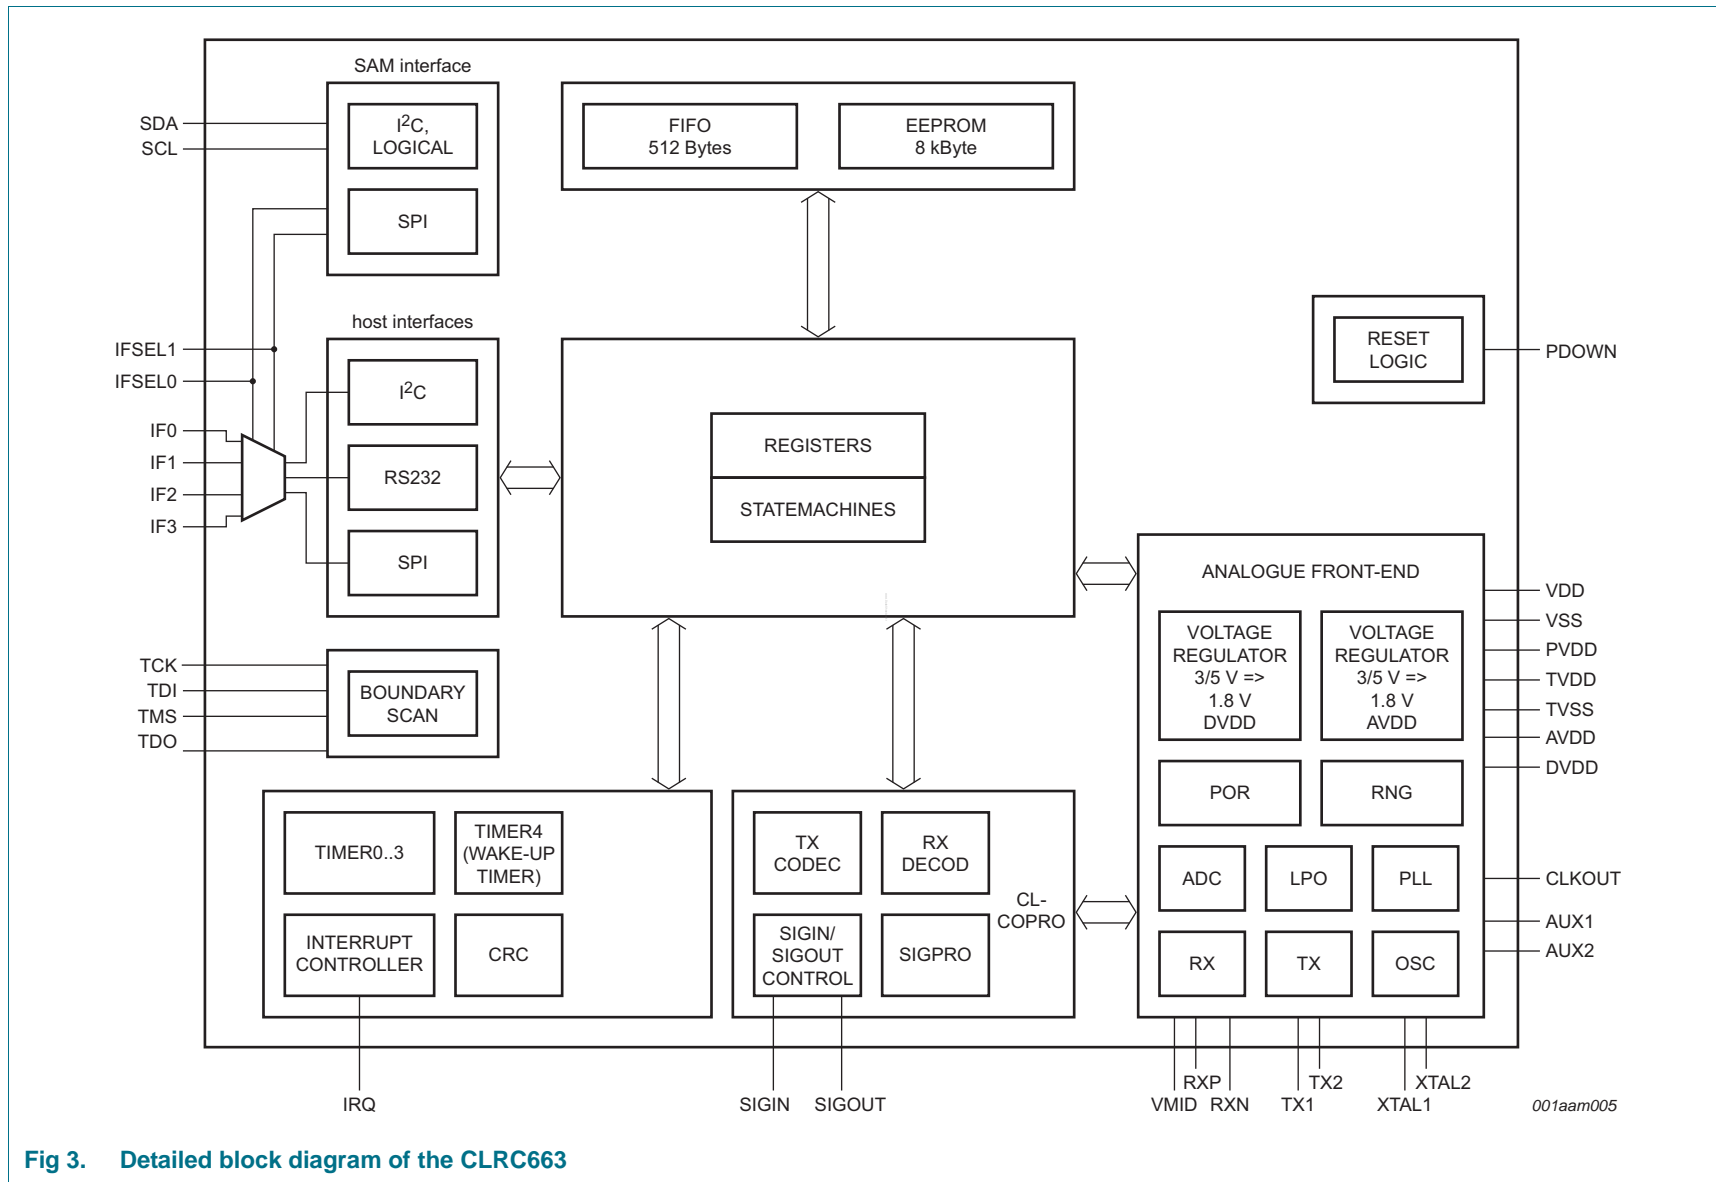 SAM interface
SDA
SCL
I2C,
LOGICAL
SPI
FIFO
512 Bytes
EEPROM
8 kByte
host interfaces
IFSEL1
IFSEL0
IF0
IF1
IF2
IF3
I2C
RS232
SPI
REGISTERS
STATEMACHINES
RESET
LOGIC
PDOWN
TCK
TDI
TMS
TDO
BOUNDARY
SCAN
ANALOGUE FRONT-END
VOLTAGE
REGULATOR
3/5 V =>
1.8 V
DVDD
VOLTAGE
REGULATOR
3/5 V =>
1.8 V
AVDD
POR
RNG
ADC
LPO
PLL
RX
TX
OSC
VDD
VSS
PVDD
TVDD
TVSS
AVDD
DVDD
CLKOUT
AUX1
AUX2
TIMER0..3
TIMER4
(WAKE-UP
TIMER)
INTERRUPT
CONTROLLER
CRC
TX
CODEC
RX
DECOD
SIGIN/
SIGOUT
CONTROL
SIGPRO
CL-
COPRO
IRQ
SIGIN
SIGOUT
VMID
RXP
RXN
TX1
TX2
XTAL1
XTAL2
001aam005
Fig 3. Detailed block diagram of the CLRC663